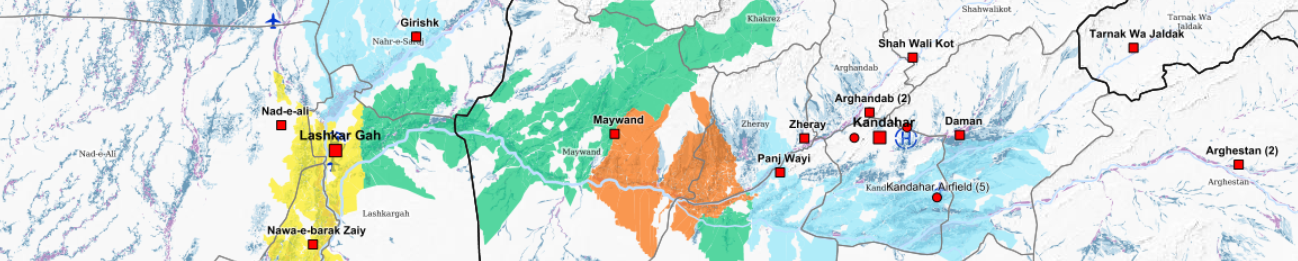 Girishk
Nahr-e-Saraj
Khakrez
Shahwalikot
Tarnak Wa
Jaldak
Tarnak Wa Jaldak
Shah Wali Kot
Arghandab
Arghandab (2)
Nad-e-ali
Lashkar Gah
Maywand
Zheray
Zheray
Kandahar
H
Daman
Nad-e-Ali
Maywand
Panj Wayi
Arghestan (2)
Arghestan
Kandahar Airfield (5)
Lashkargah
Nawa-e-barak Zaiy